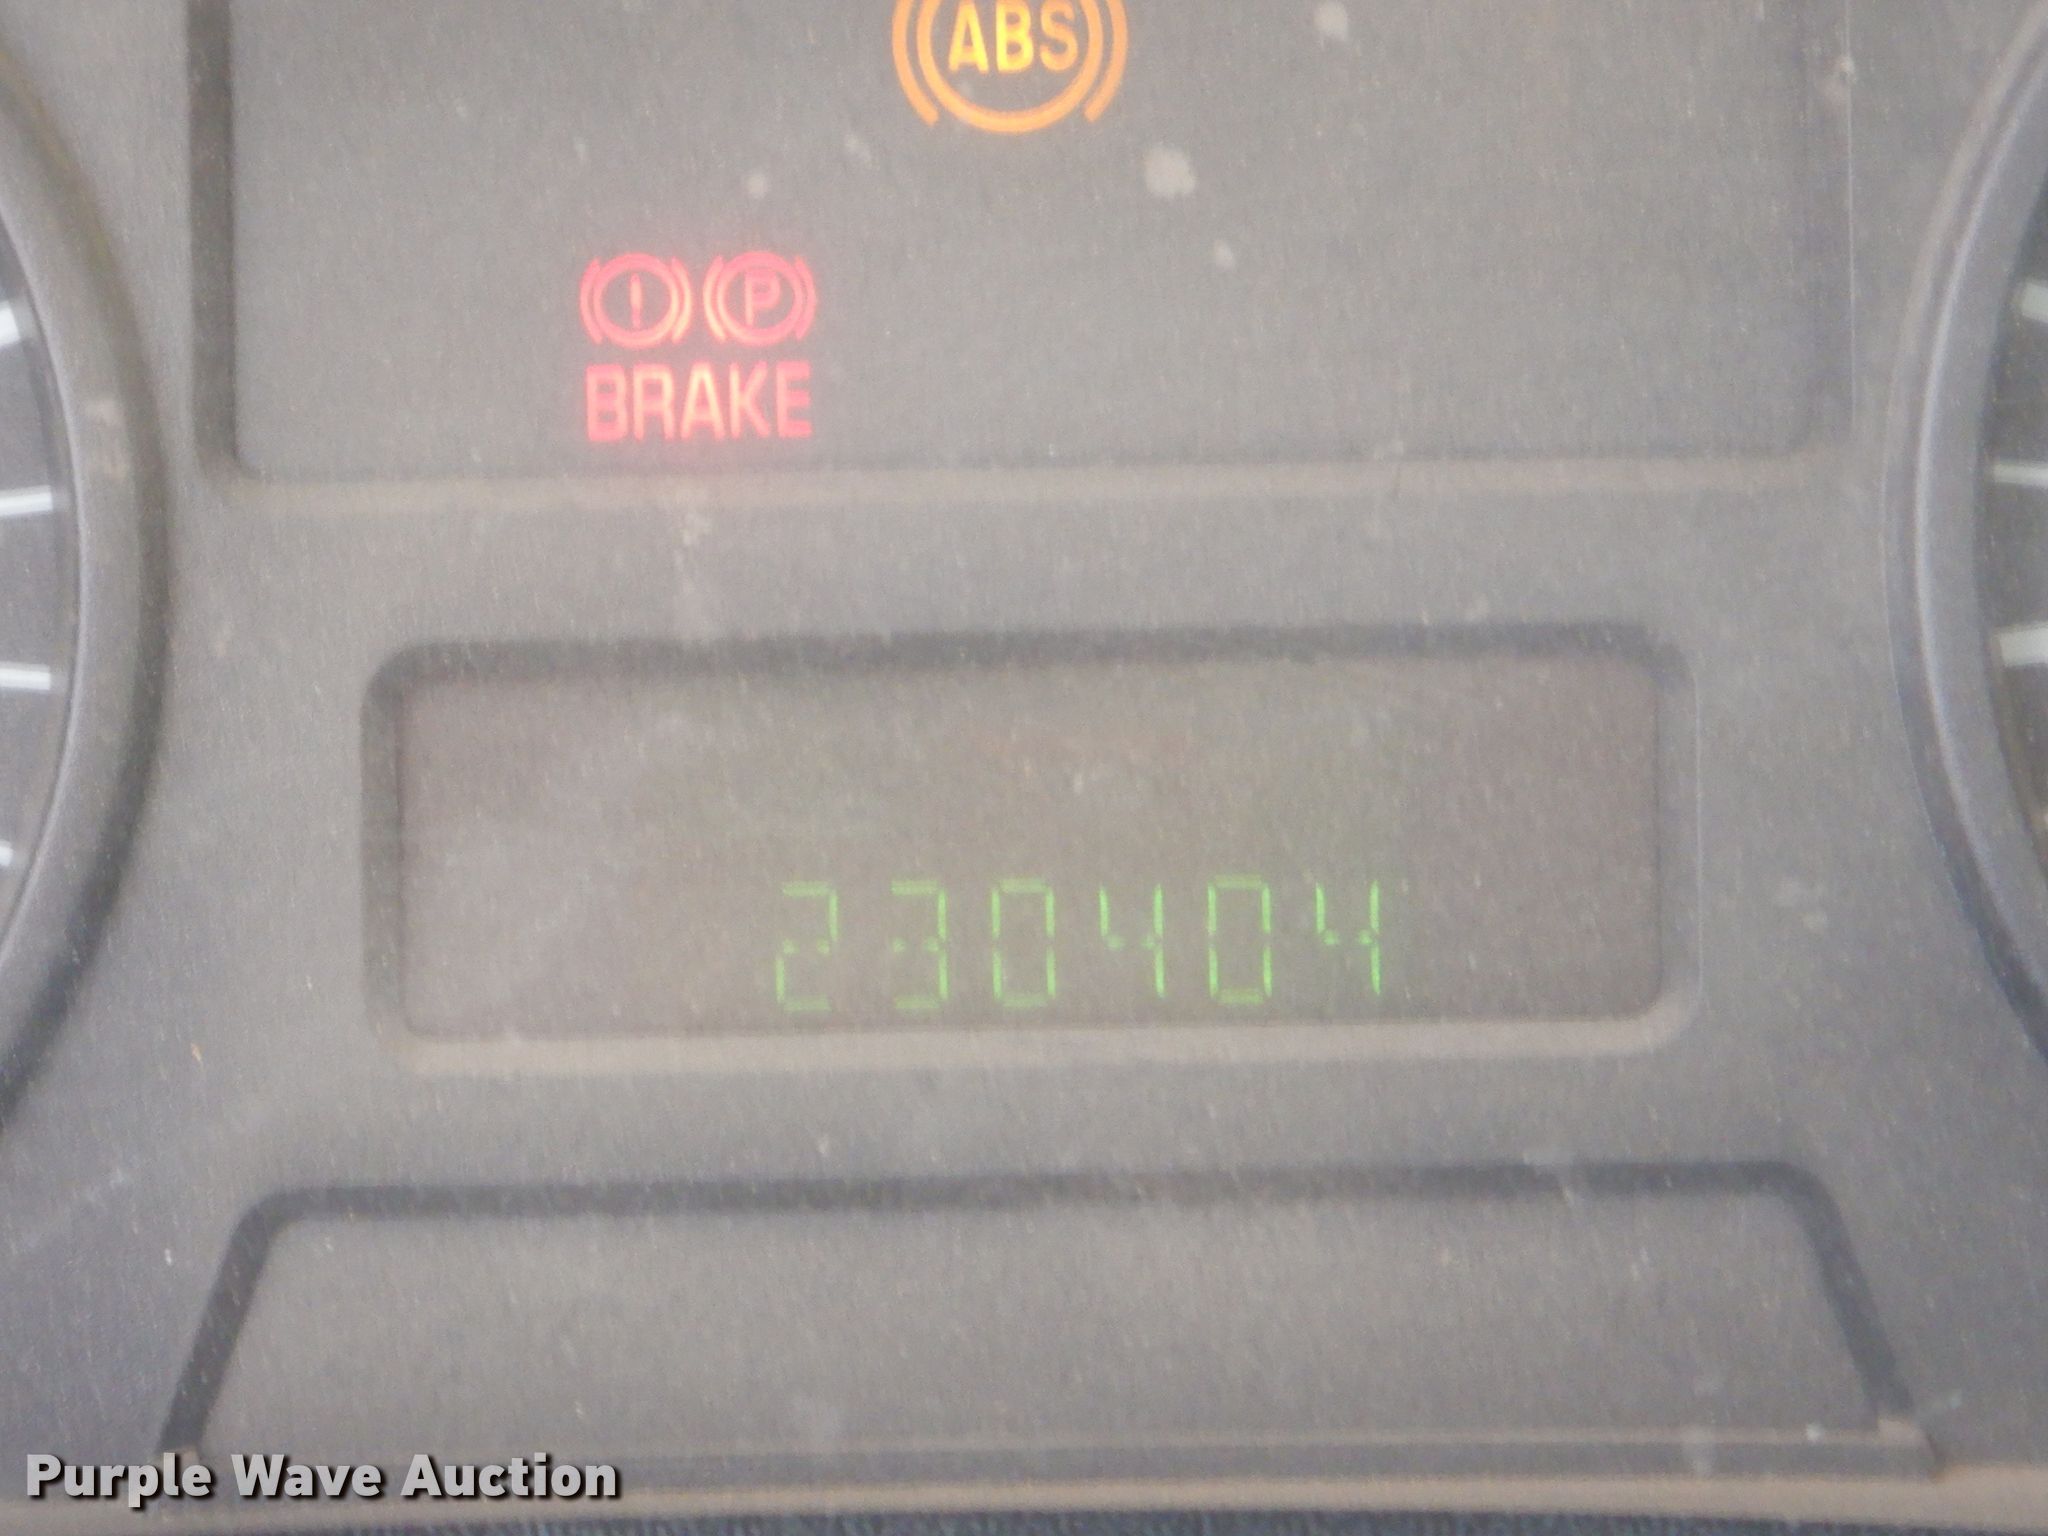 ABS
! P
BRAKE
230404
Purple Wave Auction